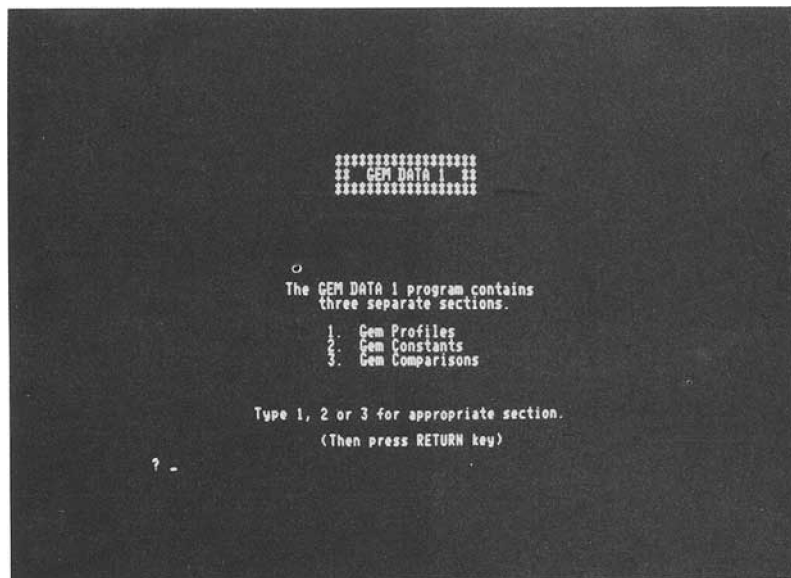 GEM DATA 1
The GEM DATA 1 program contains
three separate sections.
1. Gem Profiles
2. Gem Constants
3. Gem Comparisons
Type 1, 2 or 3 for appropriate section.
(Then press RETURN key)
? _